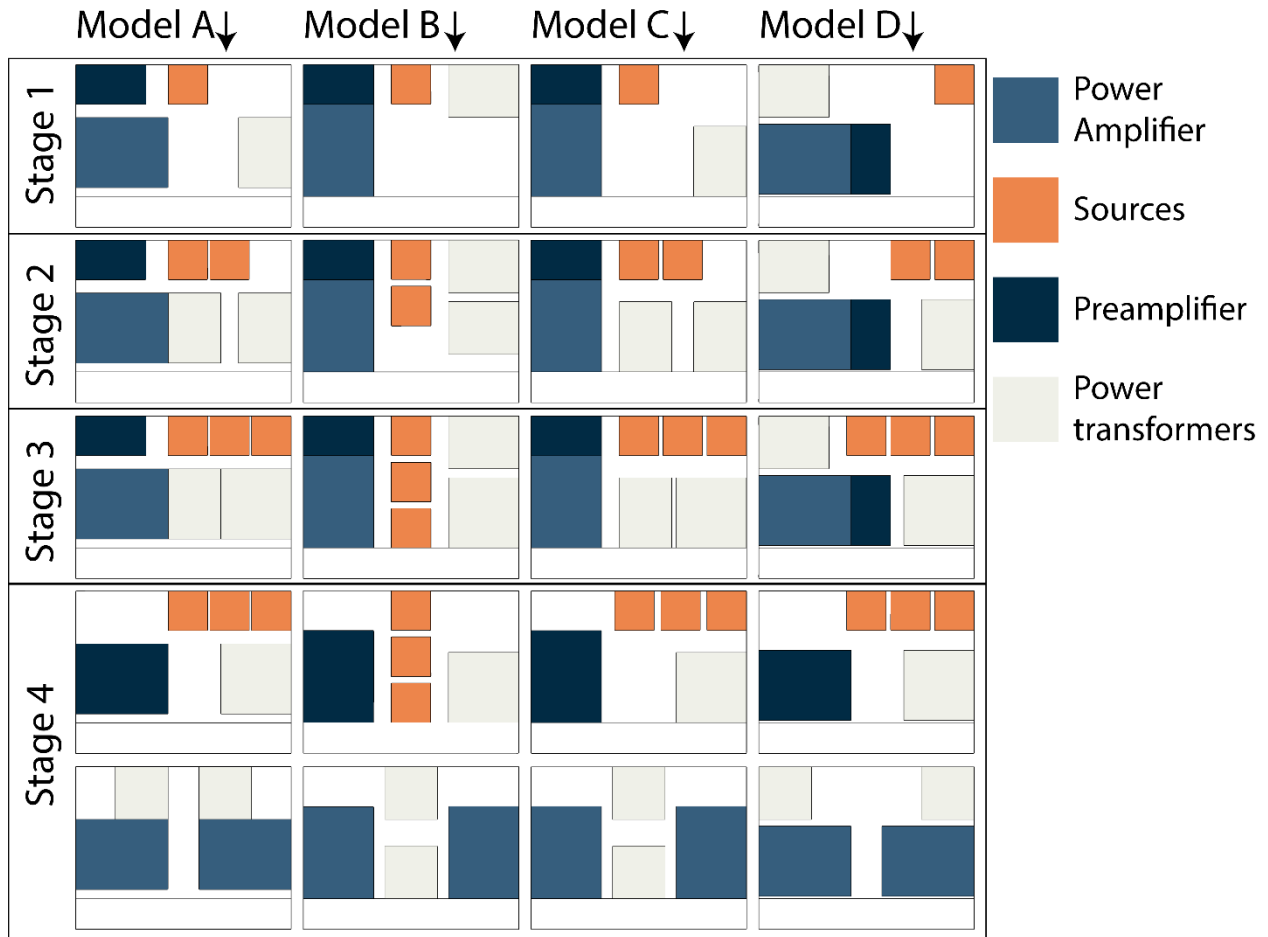 Model A↓
Model B↓
Model C↓
Model D↓
Stage 1
Stage 2
Stage 3
Stage 4
Power
Amplifier
Sources
Preamplifier
Power
transformers